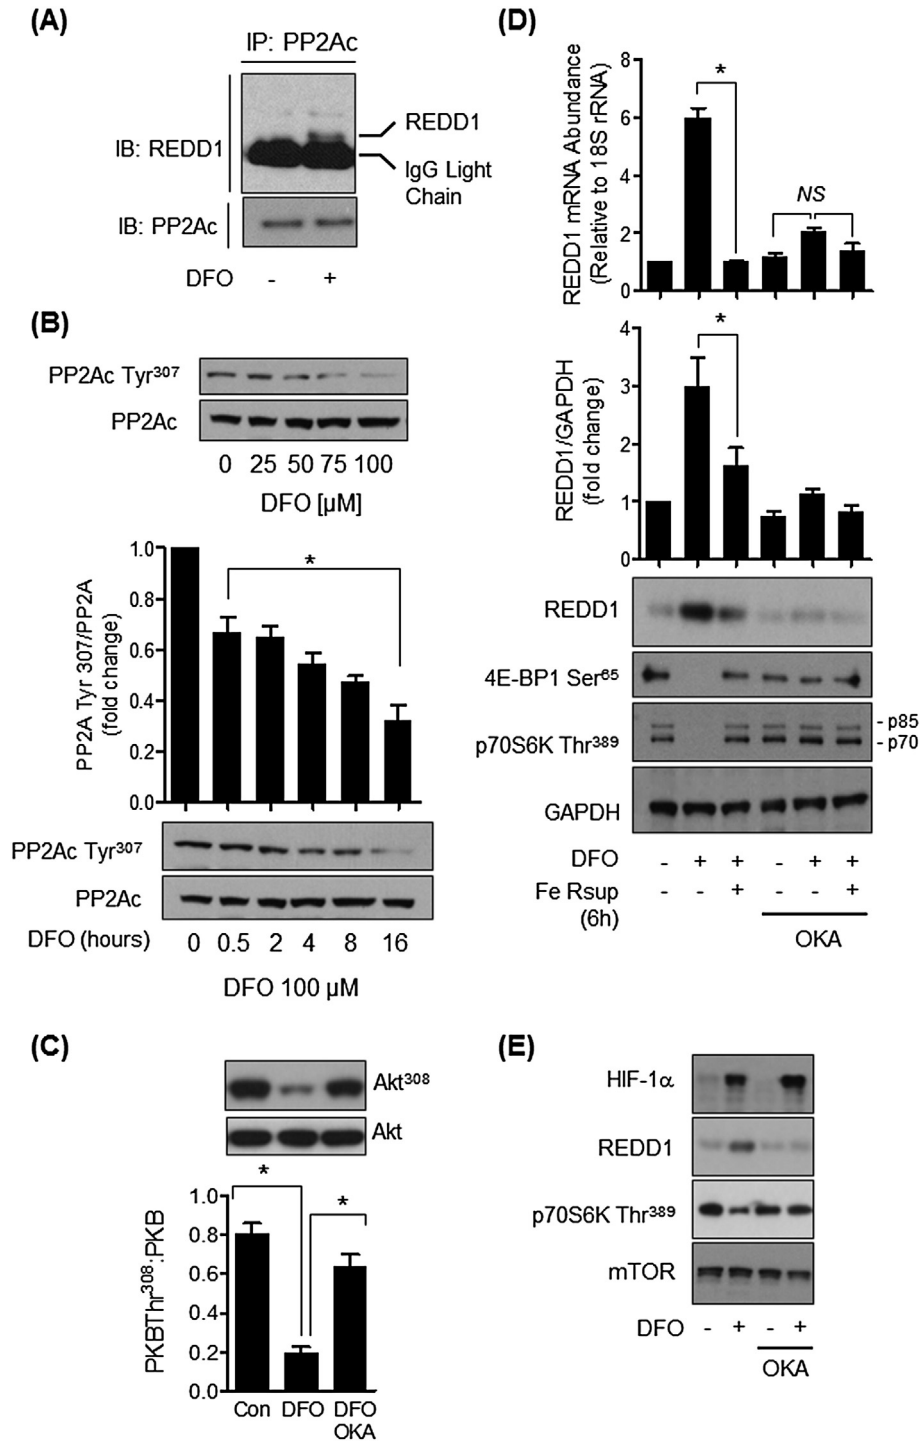 (A)
IP: PP2Ac
IB: REDD1
REDD1
IgG Light
Chain
IB: PP2Ac
DFO - +
(B)
PP2Ac Tyr³⁰⁷
PP2Ac
0 25 50 75 100
DFO [µM]
PP2A Tyr 307/PP2A
(fold change)
1.0
0.8
0.6
0.4
0.2
0.0
*
PP2Ac Tyr³⁰⁷
PP2Ac
DFO (hours) 0 0.5 2 4 8 16
DFO 100 µM
(C)
Akt³⁰⁸
Akt
PKBThr³⁰⁸:PKB
1.0
0.8
0.6
0.4
0.2
0.0
* *
Con DFO DFO
OKA
(D)
REDD1 mRNA Abundance
(Relative to 18S rRNA)
8
6
4
2
0
*
NS
REDD1/GAPDH
(fold change)
4
3
2
1
0
*
REDD1
4E-BP1 Ser⁶⁵
p70S6K Thr³⁸⁹
- p85
- p70
GAPDH
DFO - + + - + +
Fe Rsup - - + - - +
(6h)
OKA
(E)
HIF-1α
REDD1
p70S6K Thr³⁸⁹
mTOR
DFO - + - +
OKA